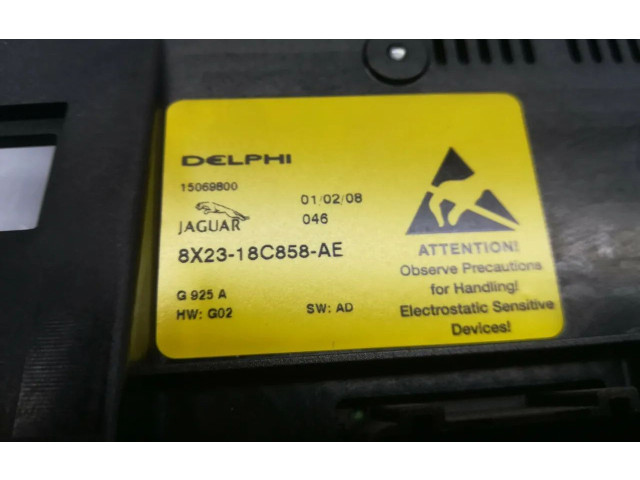 DELPHI
15069800
01/02/08
046
JAGUAR
8X23-18C858-AE
G 925 A
HW: G02
SW: AD
ATTENTION!
Observe Precautions
for Handling!
Electrostatic Sensitive
Devices!